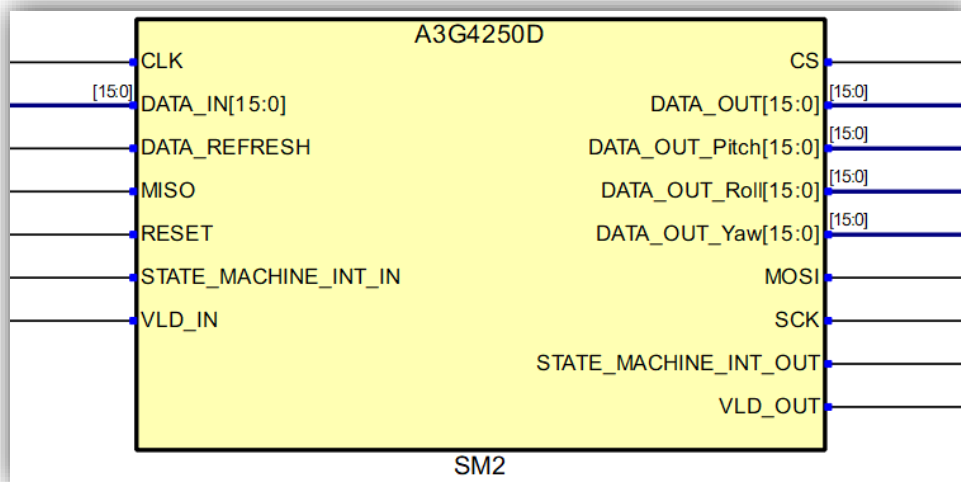 A3G4250D
CLK
CS
[15:0]
DATA_IN[15:0]
DATA_OUT[15:0]
[15:0]
DATA_REFRESH
DATA_OUT_Pitch[15:0]
[15:0]
MISO
DATA_OUT_Roll[15:0]
[15:0]
RESET
DATA_OUT_Yaw[15:0]
[15:0]
STATE_MACHINE_INT_IN
MOSI
VLD_IN
SCK
STATE_MACHINE_INT_OUT
VLD_OUT
SM2